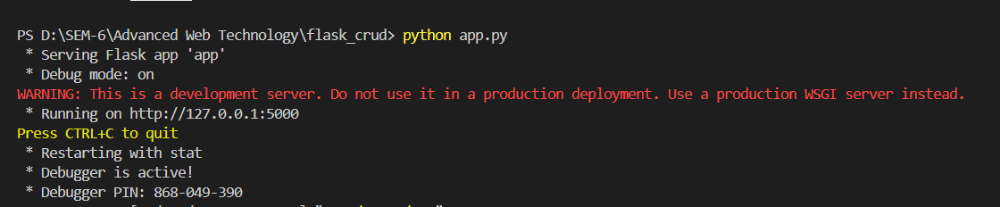 PS D:\SEM-6\Advanced Web Technology\flask_crud> python app.py
 * Serving Flask app 'app'
 * Debug mode: on
WARNING: This is a development server. Do not use it in a production deployment. Use a production WSGI server instead.
 * Running on http://127.0.0.1:5000
Press CTRL+C to quit
 * Restarting with stat
 * Debugger is active!
 * Debugger PIN: 868-049-390